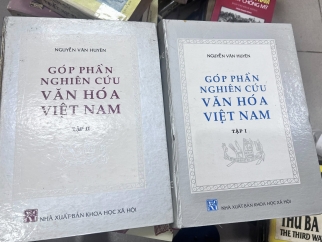 NGUYỄN VĂN HUYÊN
GÓP PHẦN
NGHIÊN CỨU
VĂN HÓA
VIỆT NAM
TẬP II
NHÀ XUẤT BẢN KHOA HỌC XÃ HỘI
NGUYỄN VĂN HUYÊN
GÓP PHẦN
NGHIÊN CỨU
VĂN HÓA
VIỆT NAM
TẬP I
NHÀ XUẤT BẢN KHOA HỌC XÃ HỘI
THỨ BA
THE THIRD WA